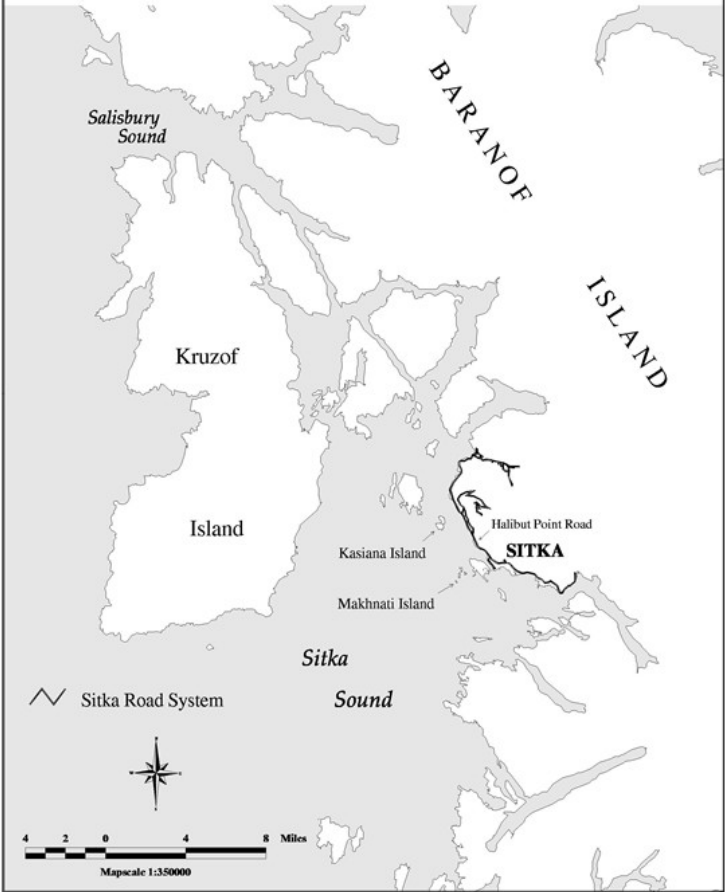 BARANOF
Salisbury
Sound
ISLAND
Kruzof
Island
Halibut Point Road
SITKA
Kasiana Island
Makhnati Island
Sitka
Sound
Sitka Road System
4 2 0 4 8 Miles
Mapscale 1:350000